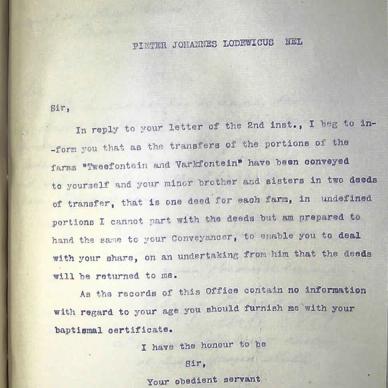 PIETER JOHANNES LODEWICUS NEL
Sir,
In reply to your letter of the 2nd inst., I beg to in-
-form you that as the transfers of the portions of the
farms "Tweefontein and Varkfontein" have been conveyed
to yourself and your minor brother and sisters in two deeds
of transfer, that is one deed for each farm, in undefined
portions I cannot part with the deeds but am prepared to
hand the same to your Conveyancer, to enable you to deal
with your share, on an undertaking from him that the deeds
will be returned to me.
As the records of this Office contain no information
with regard to your age you should furnish me with your
baptismal certificate.
I have the honour to be
Sir,
Your obedient servant